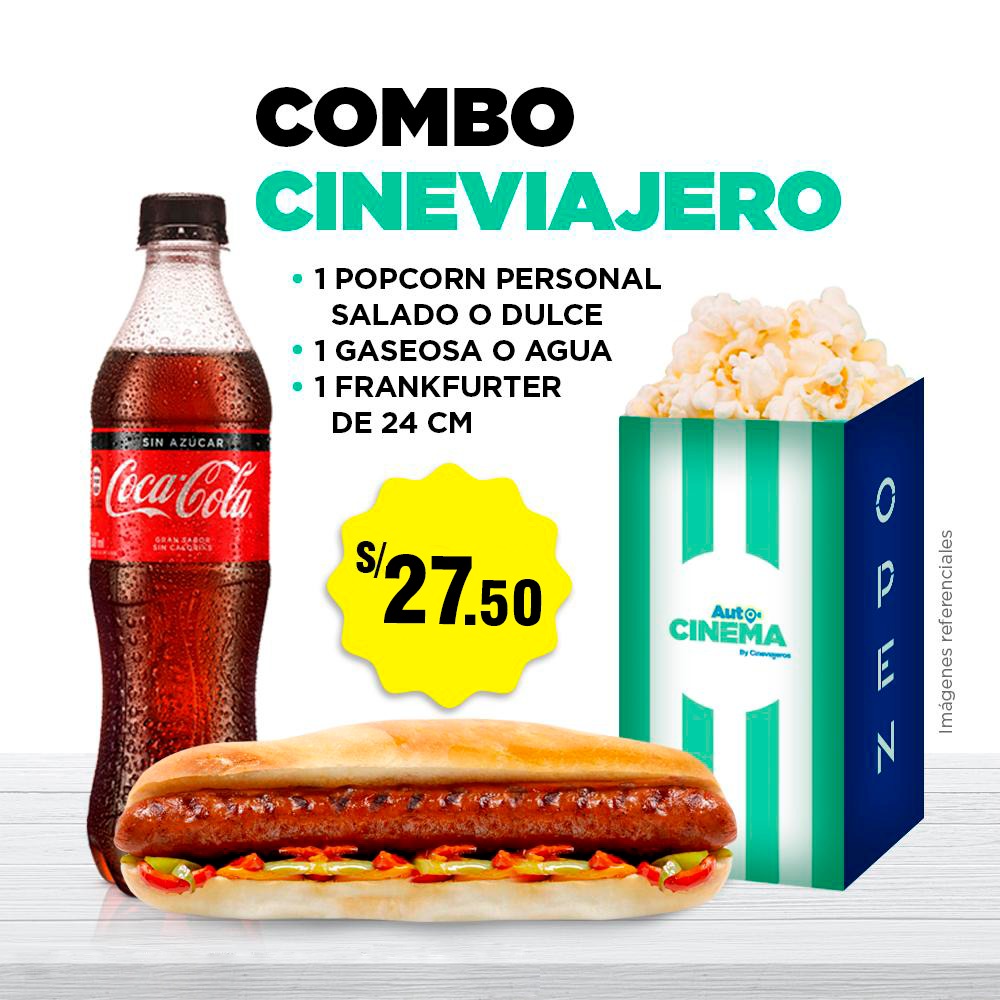 COMBO
CINEVIAJERO
• 1 POPCORN PERSONAL
SALADO O DULCE
• 1 GASEOSA O AGUA
• 1 FRANKFURTER
DE 24 CM
SIN AZÚCAR
Coca-Cola
GRAN SABOR
SIN CALORÍAS
S/27.50
Auto
CINEMA
By Cineviajeros
OPEN
Imágenes referenciales